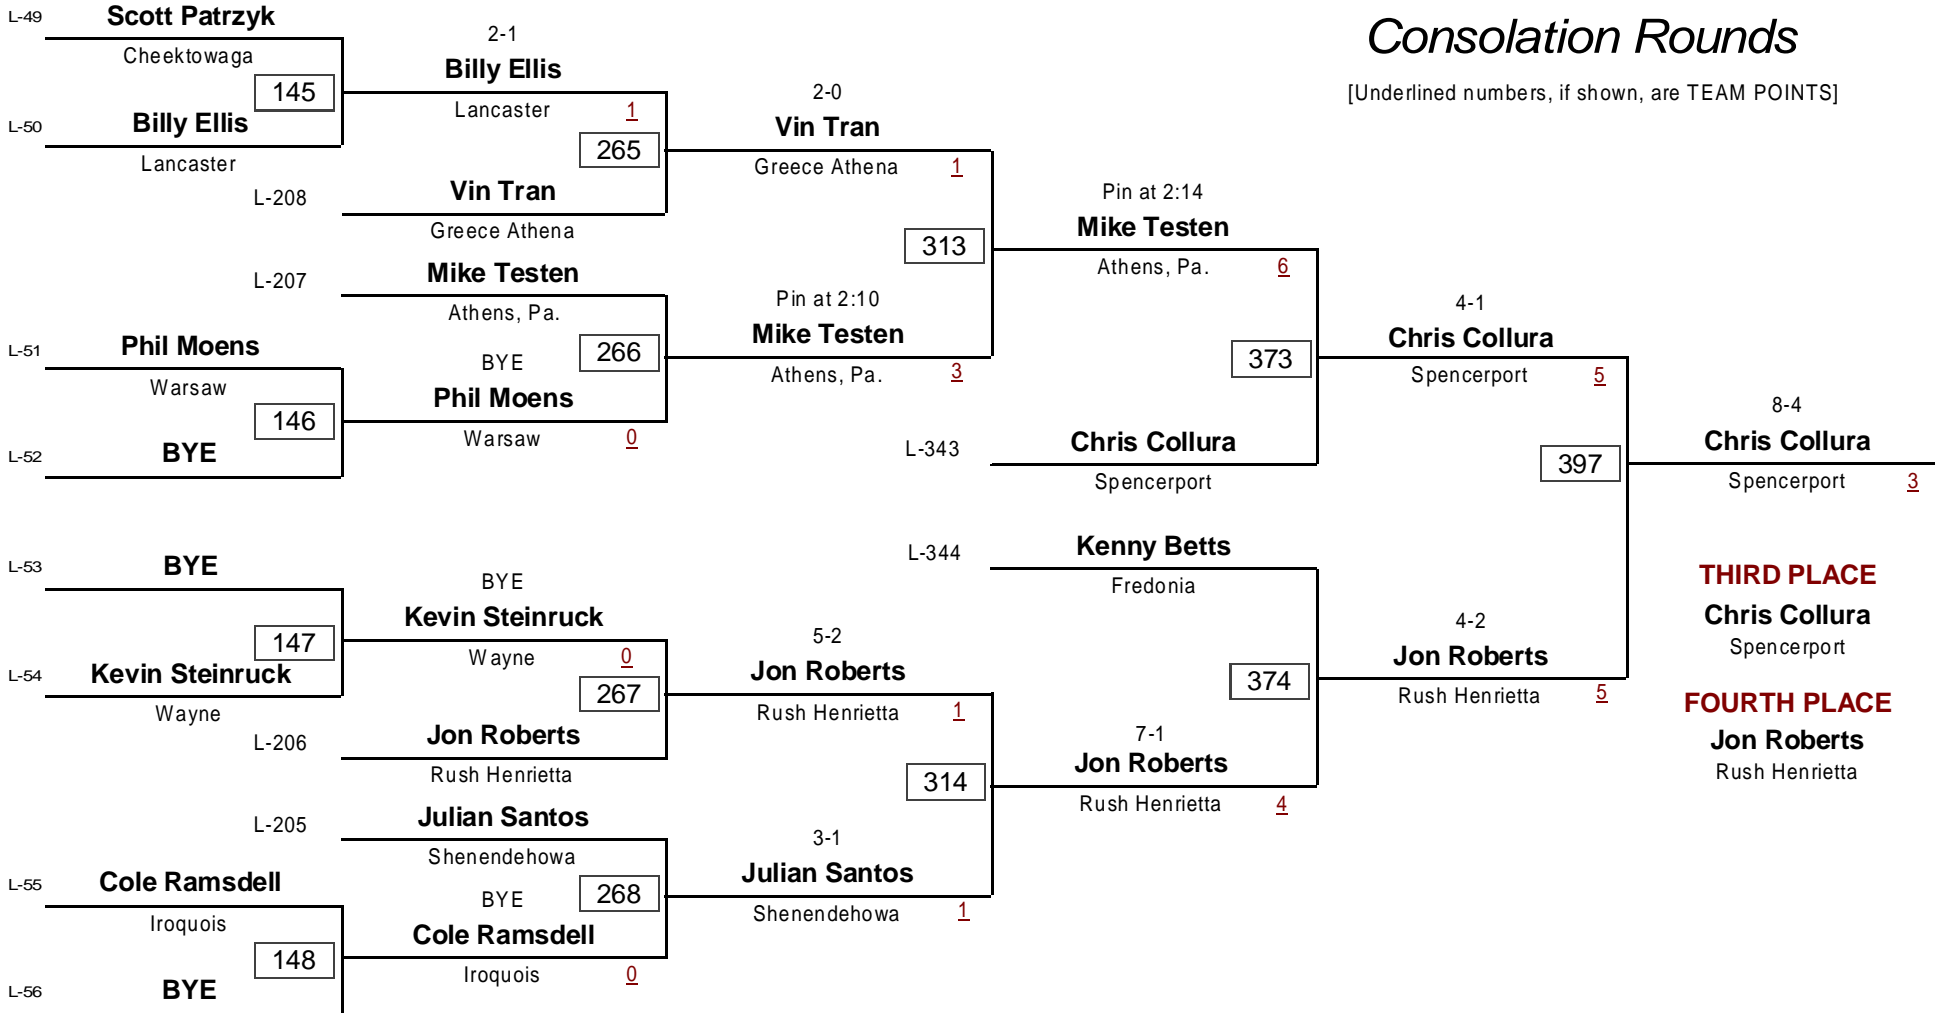 Consolation Rounds
[Underlined numbers, if shown, are TEAM POINTS]
L-49
Scott Patrzyk
Cheektowaga
145
L-50
Billy Ellis
Lancaster
2-1
Billy Ellis
Lancaster 1
265
L-208
Vin Tran
Greece Athena
L-207
Mike Testen
Athens, Pa.
266
L-51
Phil Moens
Warsaw
146
L-52
BYE
BYE
Phil Moens
Warsaw 0
2-0
Vin Tran
Greece Athena 1
313
Pin at 2:10
Mike Testen
Athens, Pa. 3
Pin at 2:14
Mike Testen
Athens, Pa. 6
373
L-343
Chris Collura
Spencerport
4-1
Chris Collura
Spencerport 5
397
8-4
Chris Collura
Spencerport 3
L-53
BYE
147
L-54
Kevin Steinruck
Wayne
BYE
Kevin Steinruck
Wayne 0
267
L-206
Jon Roberts
Rush Henrietta
L-205
Julian Santos
Shenendehowa
268
L-55
Cole Ramsdell
Iroquois
148
L-56
BYE
BYE
Cole Ramsdell
Iroquois 0
5-2
Jon Roberts
Rush Henrietta 1
314
3-1
Julian Santos
Shenendehowa 1
L-344
Kenny Betts
Fredonia
374
7-1
Jon Roberts
Rush Henrietta 4
4-2
Jon Roberts
Rush Henrietta 5
THIRD PLACE
Chris Collura
Spencerport
FOURTH PLACE
Jon Roberts
Rush Henrietta